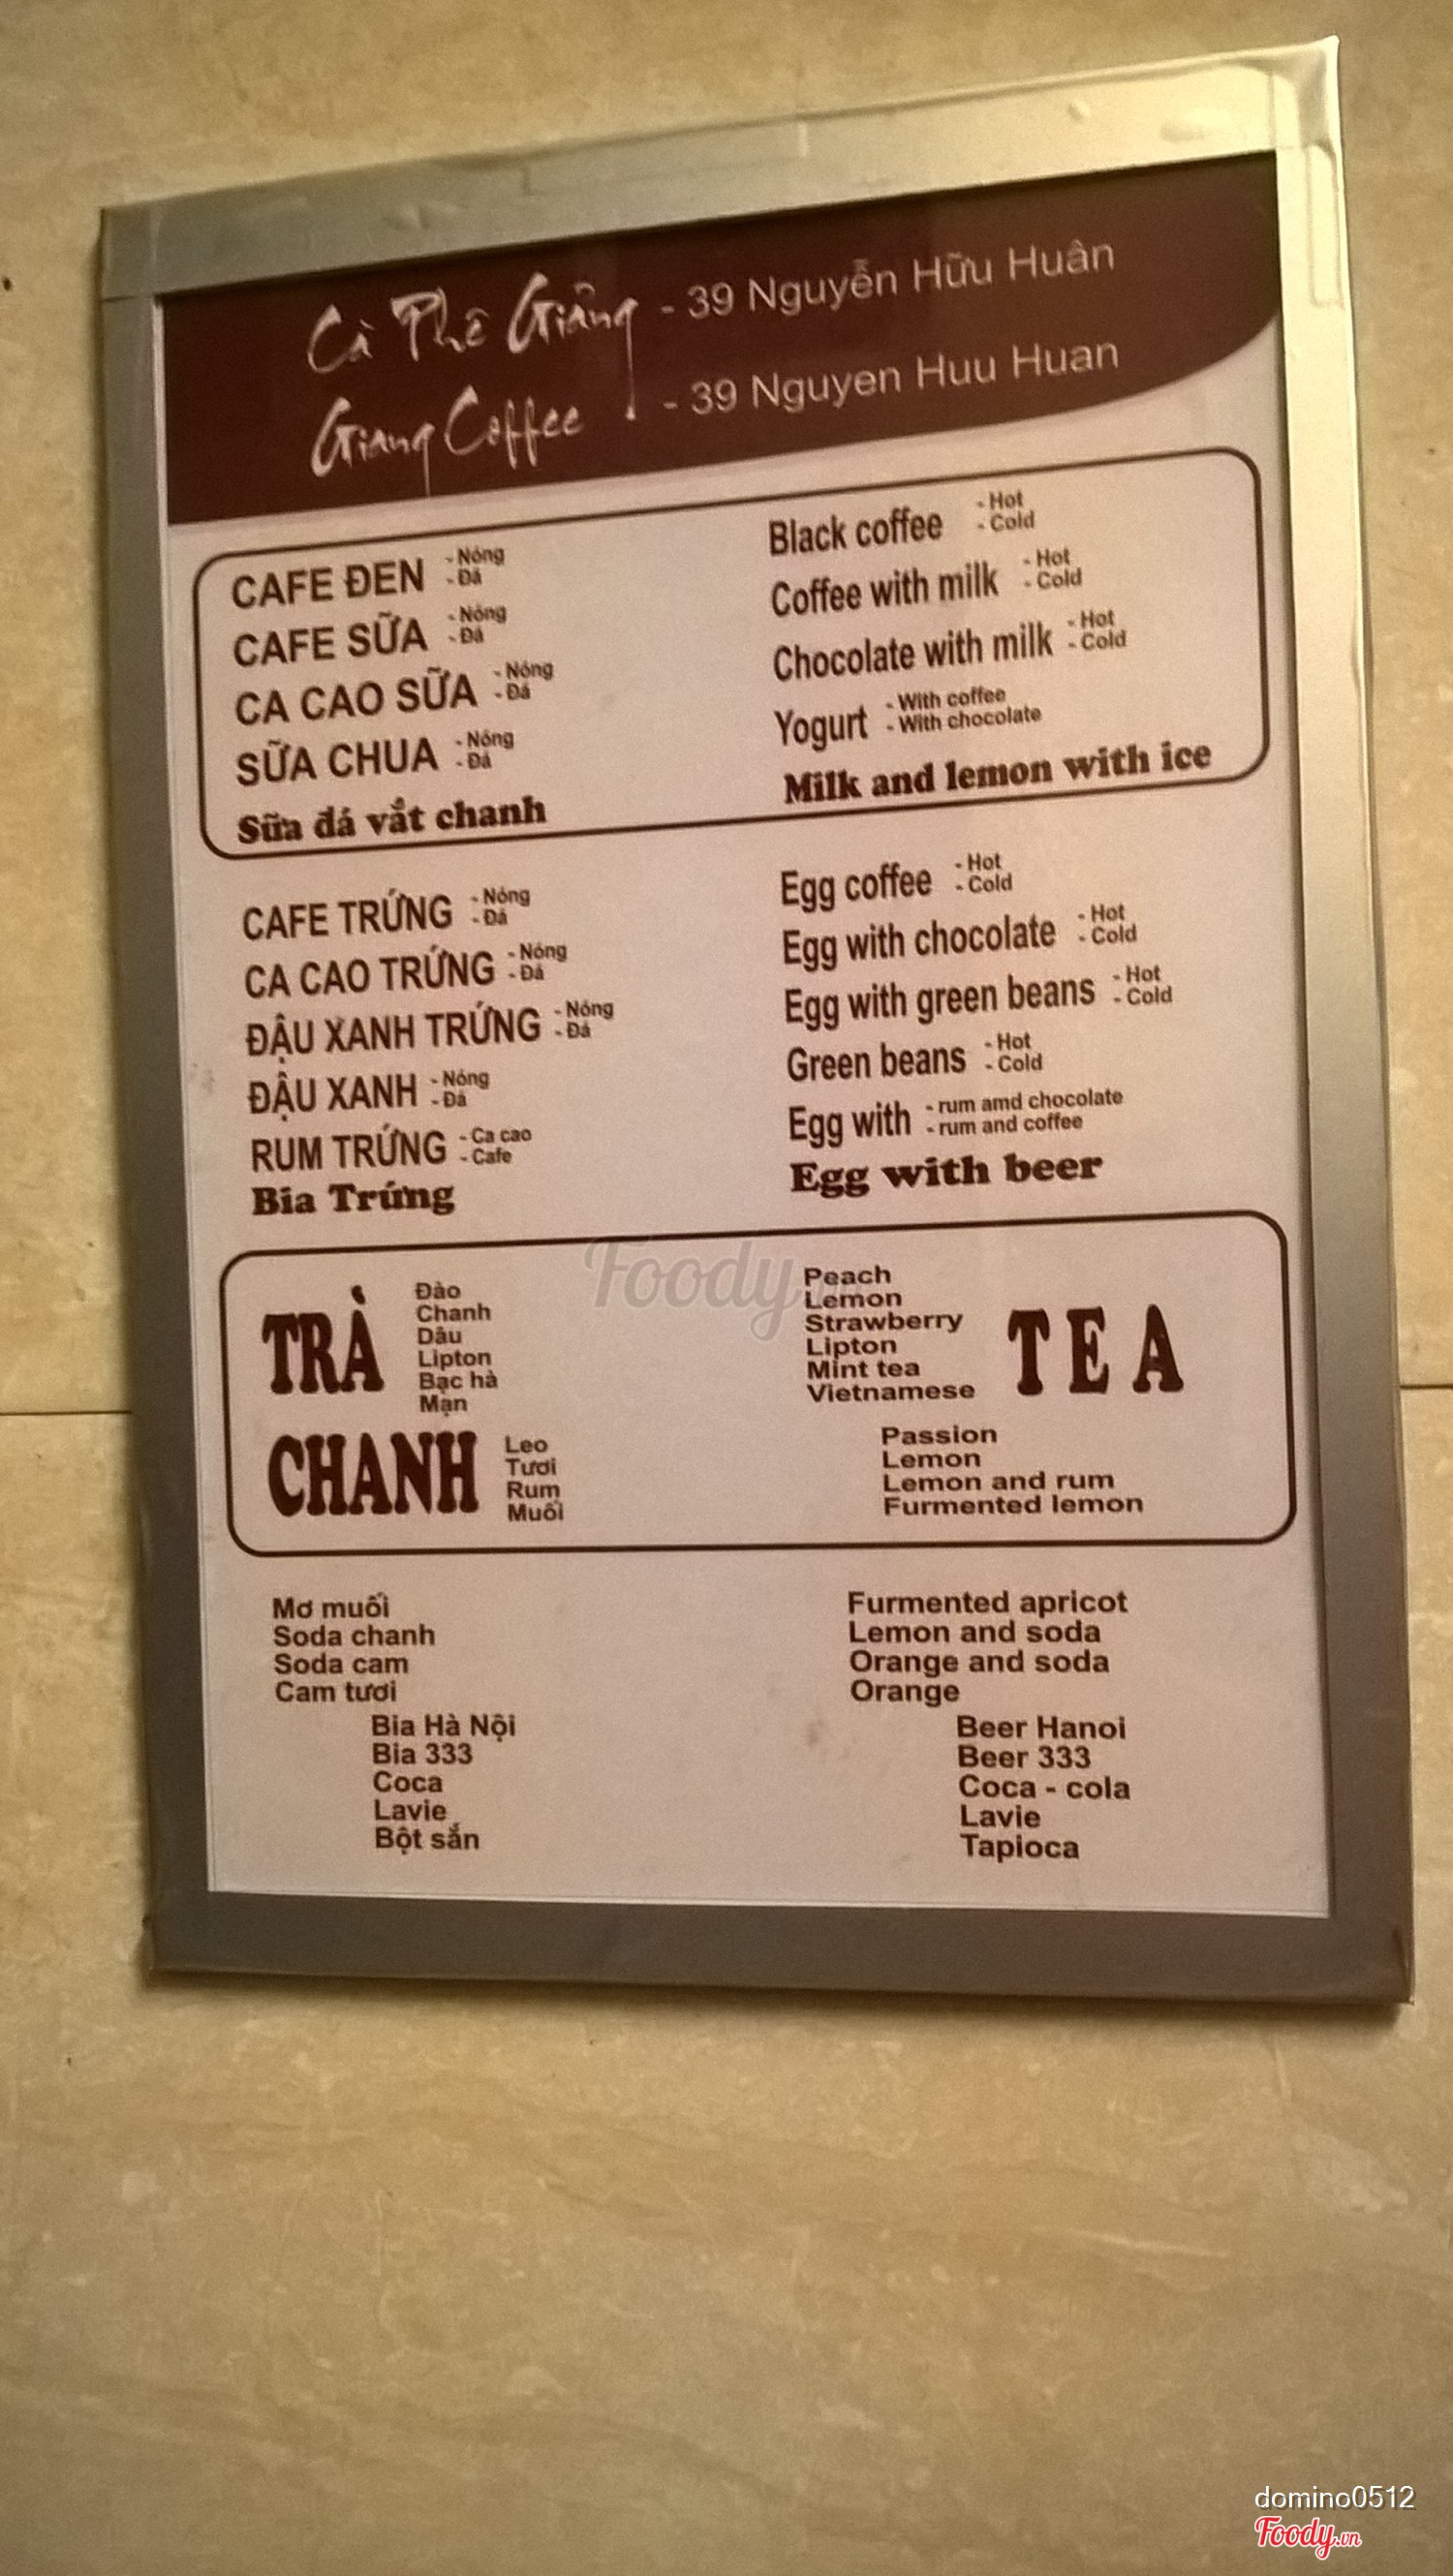 Cà Phê Giảng - 39 Nguyễn Hữu Huân
Giang Coffee - 39 Nguyen Huu Huan
CAFE ĐEN - Nóng - Đá
CAFE SỮA - Nóng - Đá
CA CAO SỮA - Nóng - Đá
SỮA CHUA - Nóng - Đá
Sữa đá vắt chanh
Black coffee - Hot - Cold
Coffee with milk - Hot - Cold
Chocolate with milk - Hot - Cold
Yogurt - With coffee - With chocolate
Milk and lemon with ice
CAFE TRỨNG - Nóng - Đá
CA CAO TRỨNG - Nóng - Đá
ĐẬU XANH TRỨNG - Nóng - Đá
ĐẬU XANH - Nóng - Đá
RUM TRỨNG - Ca cao - Cafe
Bia Trứng
Egg coffee - Hot - Cold
Egg with chocolate - Hot - Cold
Egg with green beans - Hot - Cold
Green beans - Hot - Cold
Egg with - rum amd chocolate - rum and coffee
Egg with beer
TRÀ
Đào
Chanh
Dâu
Lipton
Bạc hà
Mạn
CHANH
Leo
Tươi
Rum
Muối
Peach
Lemon
Strawberry
Lipton
Mint tea
Vietnamese
TEA
Passion
Lemon
Lemon and rum
Furmented lemon
Mơ muối
Soda chanh
Soda cam
Cam tươi
Bia Hà Nội
Bia 333
Coca
Lavie
Bột sắn
Furmented apricot
Lemon and soda
Orange and soda
Orange
Beer Hanoi
Beer 333
Coca - cola
Lavie
Tapioca
Foody
domino0512
Foody.vn